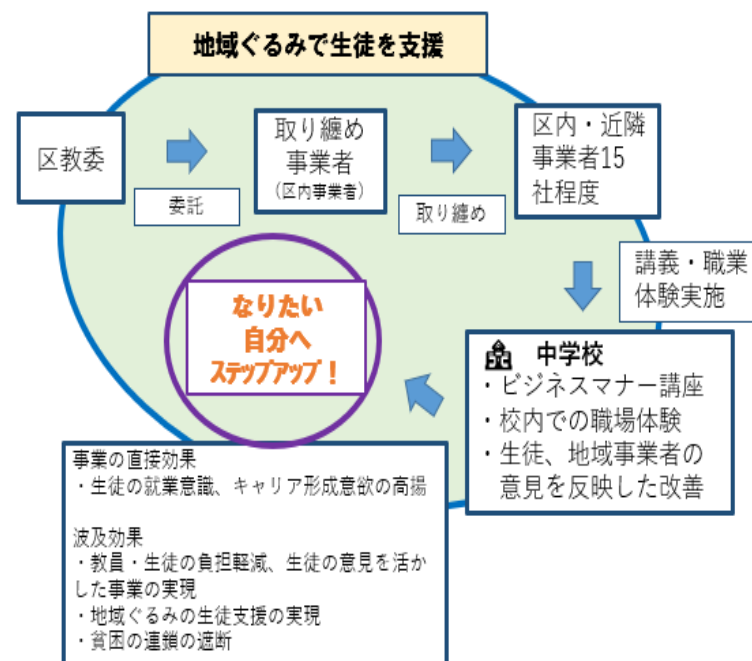 地域ぐるみで生徒を支援
区教委
委託
取り纏め
事業者
（区内事業者）
取り纏め
区内・近隣
事業者15
社程度
講義・職業
体験実施
中学校
・ビジネスマナー講座
・校内での職場体験
・生徒、地域事業者の
意見を反映した改善
なりたい
自分へ
ステップアップ！
事業の直接効果
・生徒の就業意識、キャリア形成意欲の高揚
波及効果
・教員・生徒の負担軽減、生徒の意見を活か
した事業の実現
・地域ぐるみの生徒支援の実現
・貧困の連鎖の遮断